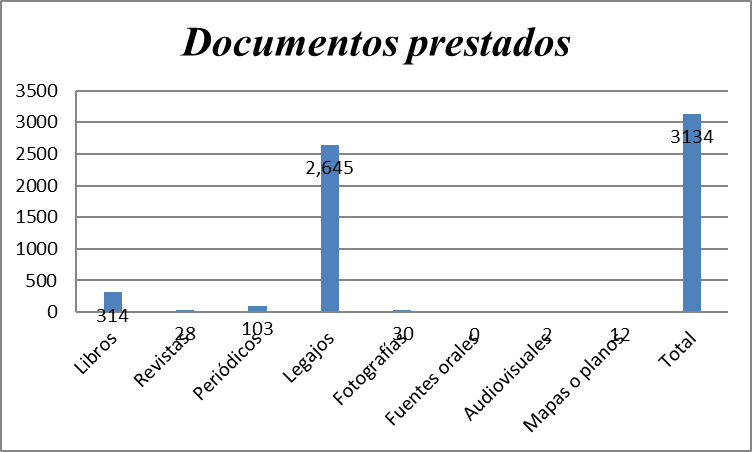 Documentos prestados
3500
3000
2500
2000
1500
1000
500
0
314
28
103
2,645
30
0
2
12
3134
Libros
Revistas
Periódicos
Legajos
Fotografías
Fuentes orales
Audiovisuales
Mapas o planos
Total